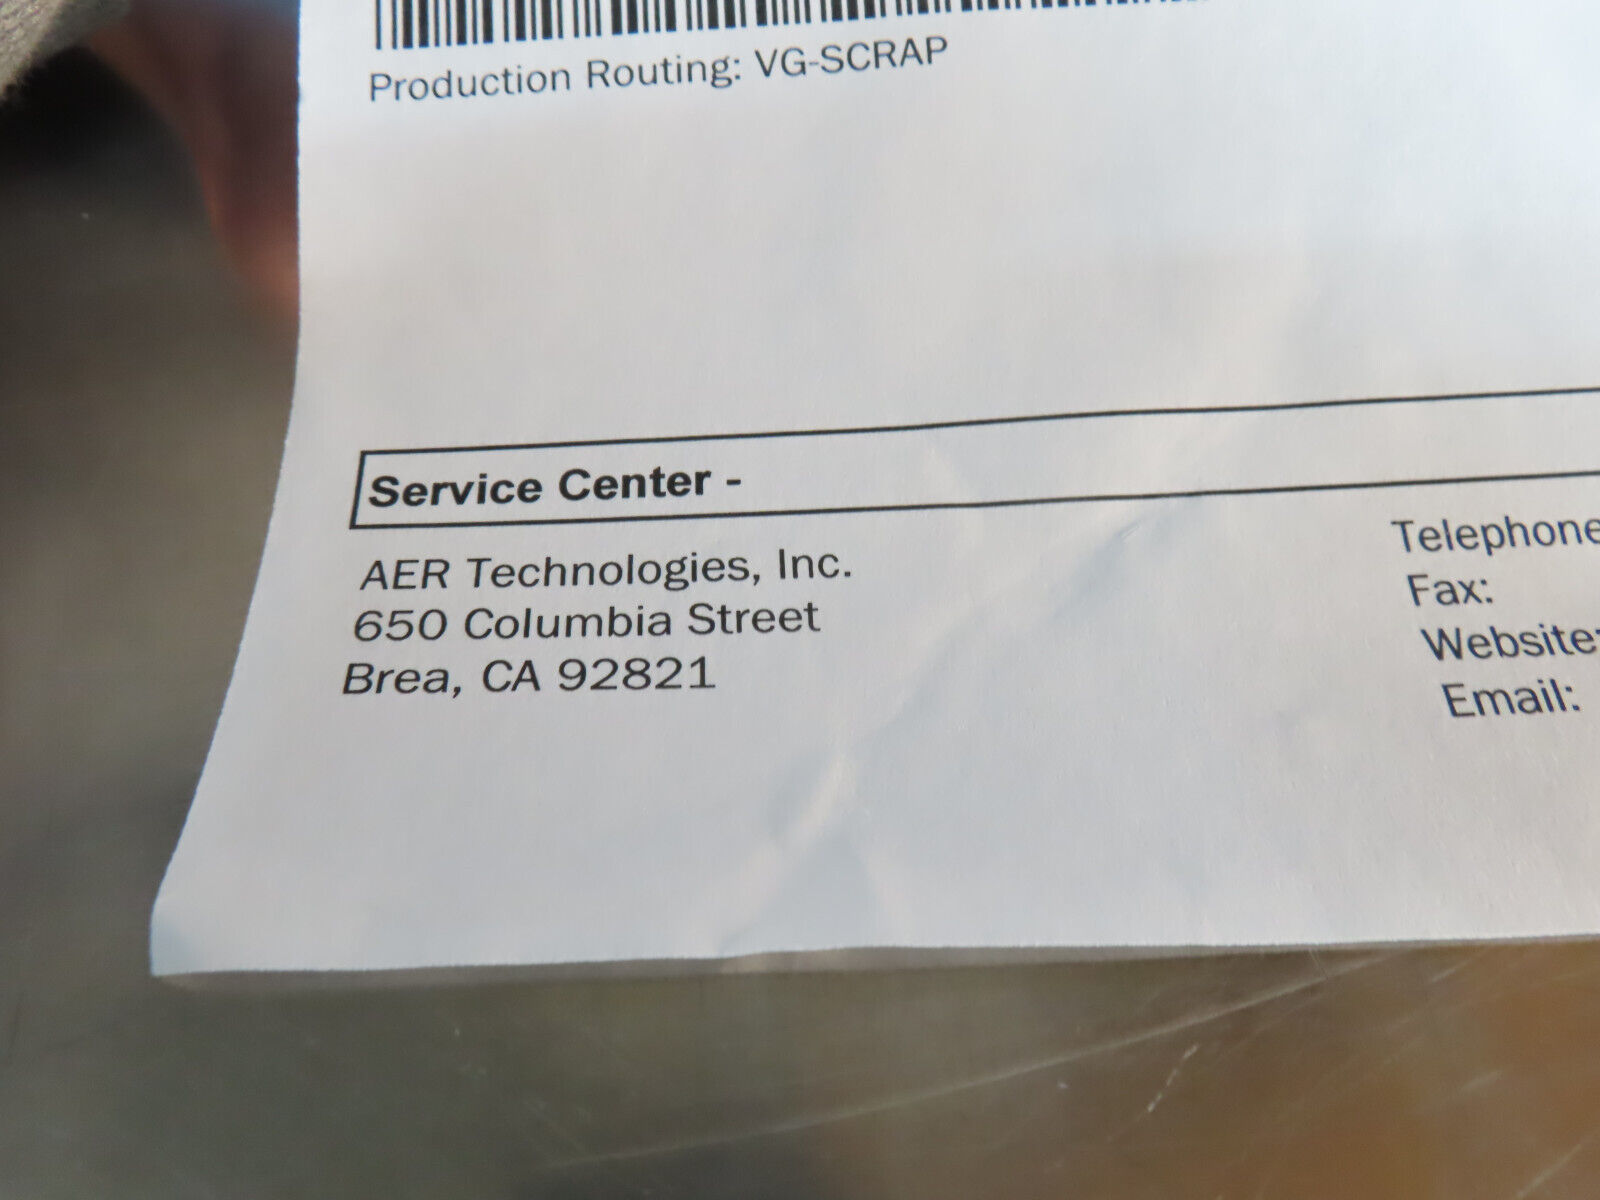 Production Routing: VG-SCRAP
Service Center -
AER Technologies, Inc.
650 Columbia Street
Brea, CA 92821
Telephone
Fax:
Website:
Email: